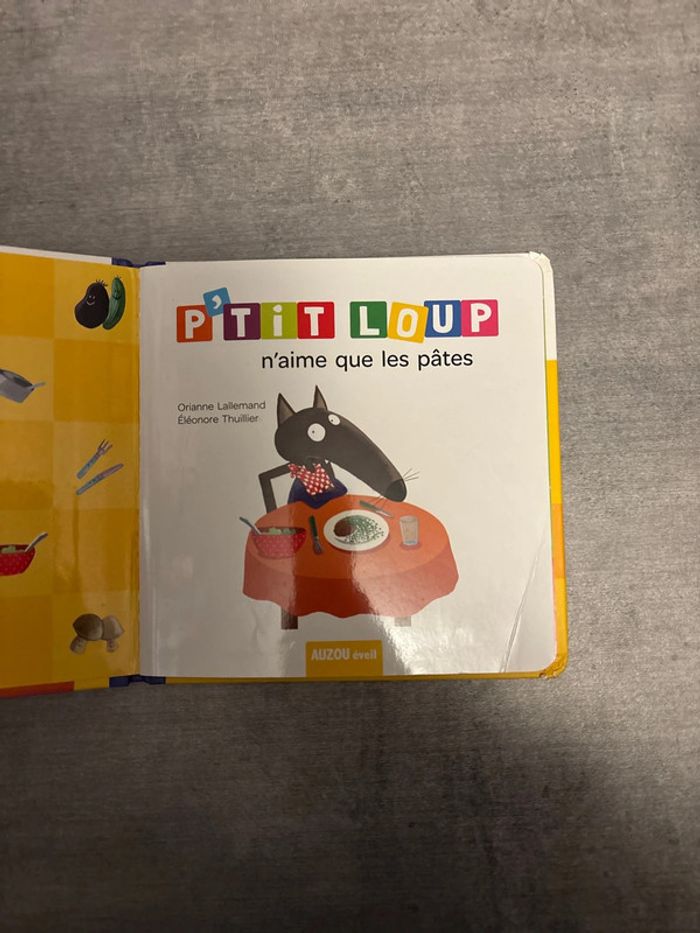 P'TiT LOUP
n'aime que les pâtes
Orianne Lallemand
Éléonore Thuillier
AUZOU éveil